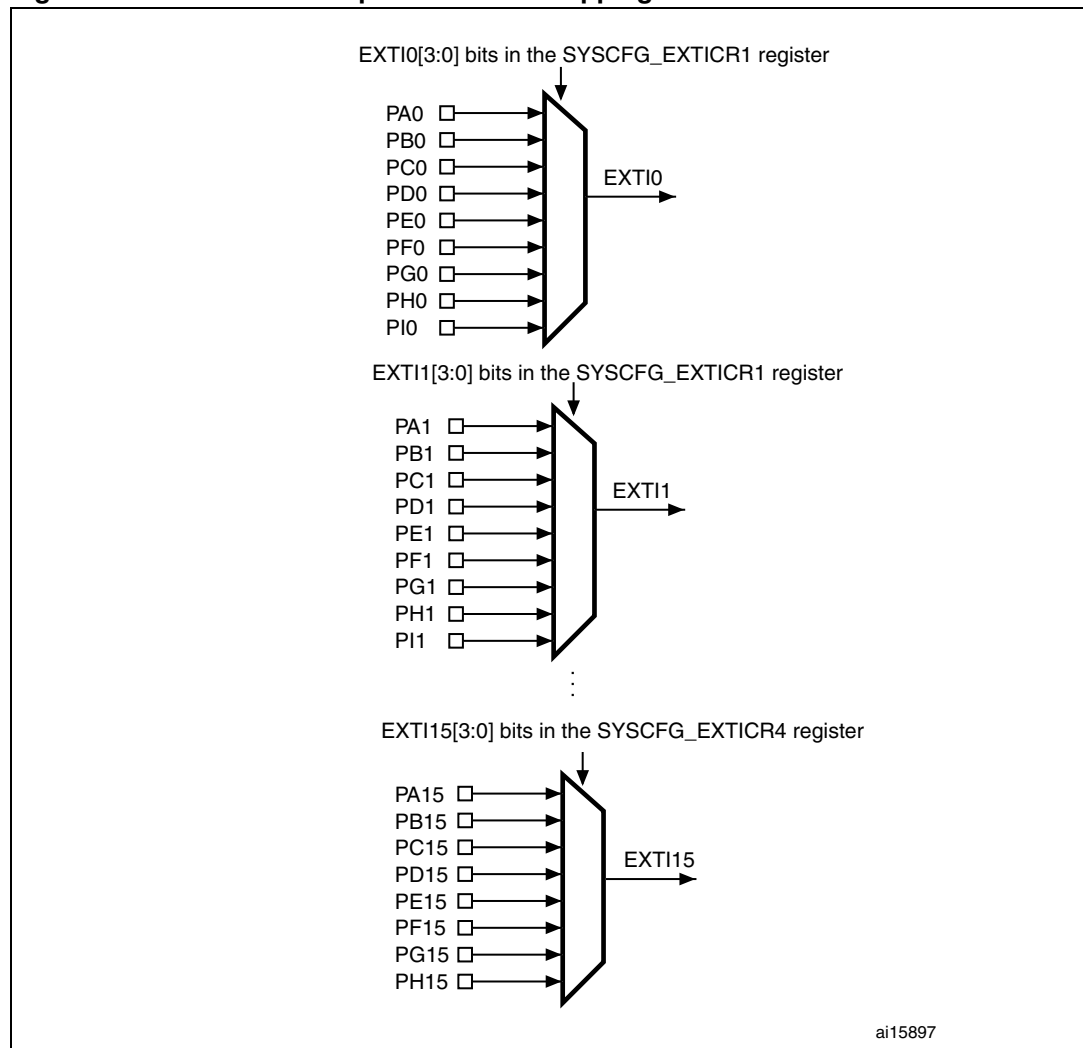 EXTI0[3:0] bits in the SYSCFG_EXTICR1 register
PA0
PB0
PC0
PD0
PE0
PF0
PG0
PH0
PI0
EXTI0
EXTI1[3:0] bits in the SYSCFG_EXTICR1 register
PA1
PB1
PC1
PD1
PE1
PF1
PG1
PH1
PI1
EXTI1
EXTI15[3:0] bits in the SYSCFG_EXTICR4 register
PA15
PB15
PC15
PD15
PE15
PF15
PG15
PH15
EXTI15
ai15897